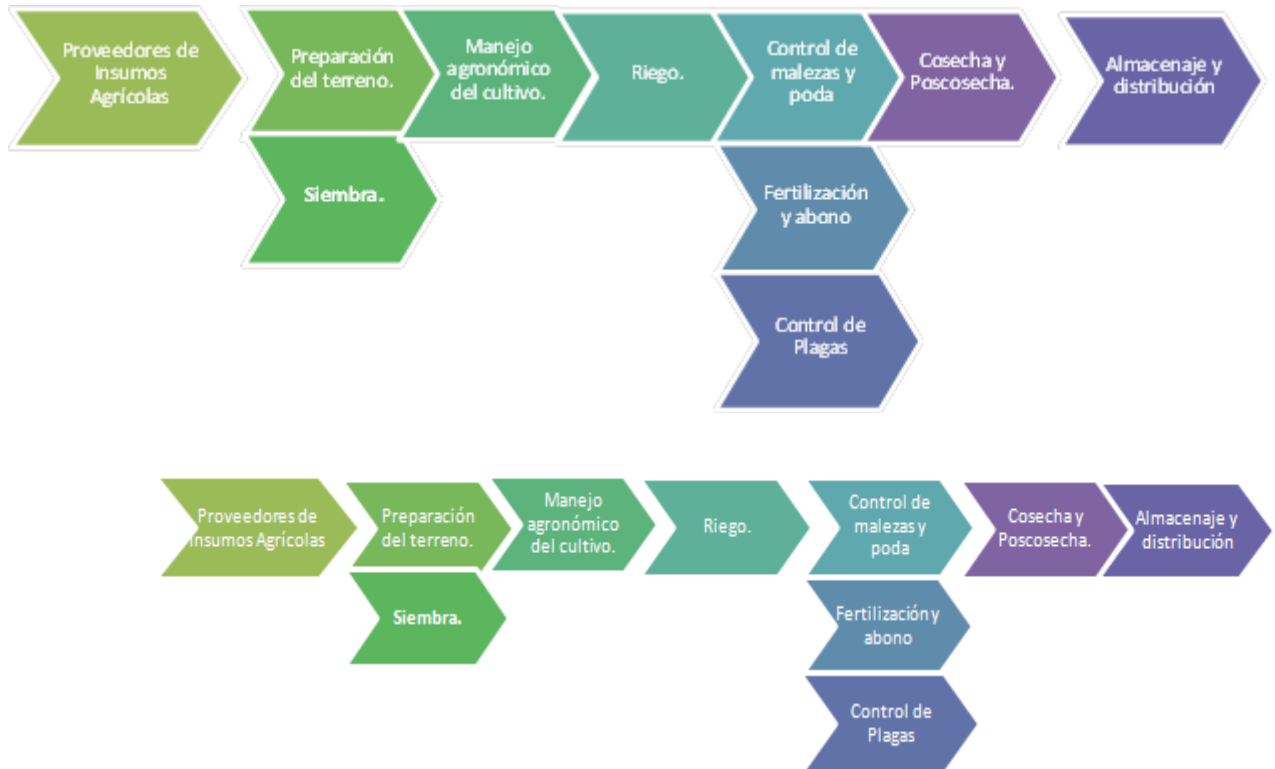 Proveedores de
Insumos
Agrícolas
Preparación
del terreno.
Manejo
agronómico
del cultivo.
Riego.
Control de
malezas y
poda
Cosecha y
Poscosecha.
Almacenaje y
distribución
Siembra.
Fertilización
y abono
Control de
Plagas
Proveedores de
Insumos Agrícolas
Preparación
del terreno.
Manejo
agronómico
del cultivo.
Riego.
Control de
malezas y
poda
Cosecha y
Poscosecha.
Almacenaje y
distribución
Siembra.
Fertilización y
abono
Control de
Plagas